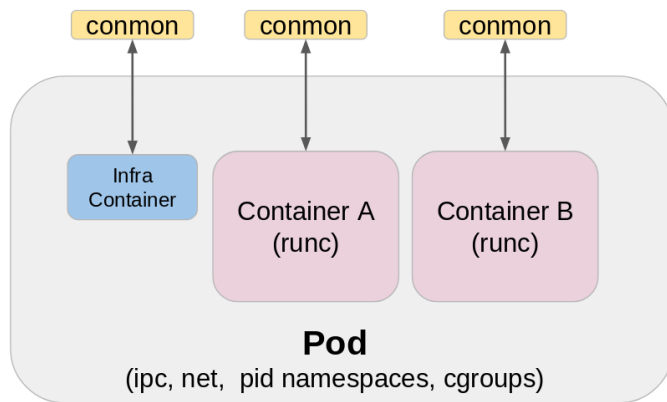 conmon
conmon
conmon
Infra
Container
Container A
(runc)
Container B
(runc)
Pod
(ipc, net,  pid namespaces, cgroups)